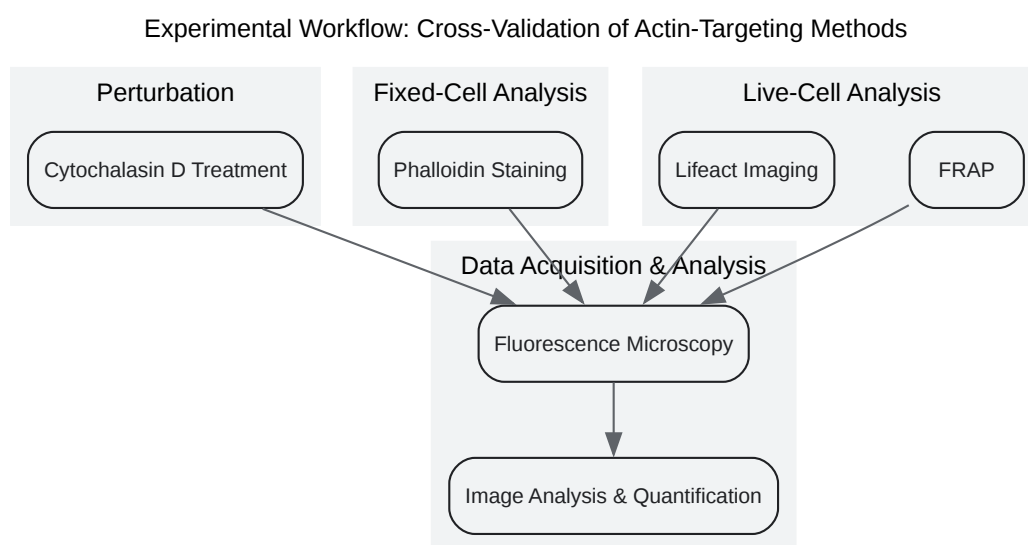 Experimental Workflow: Cross-Validation of Actin-Targeting Methods
Perturbation
Fixed-Cell Analysis
Live-Cell Analysis
Cytochalasin D Treatment
Phalloidin Staining
Lifeact Imaging
FRAP
Data Acquisition & Analysis
Fluorescence Microscopy
Image Analysis & Quantification